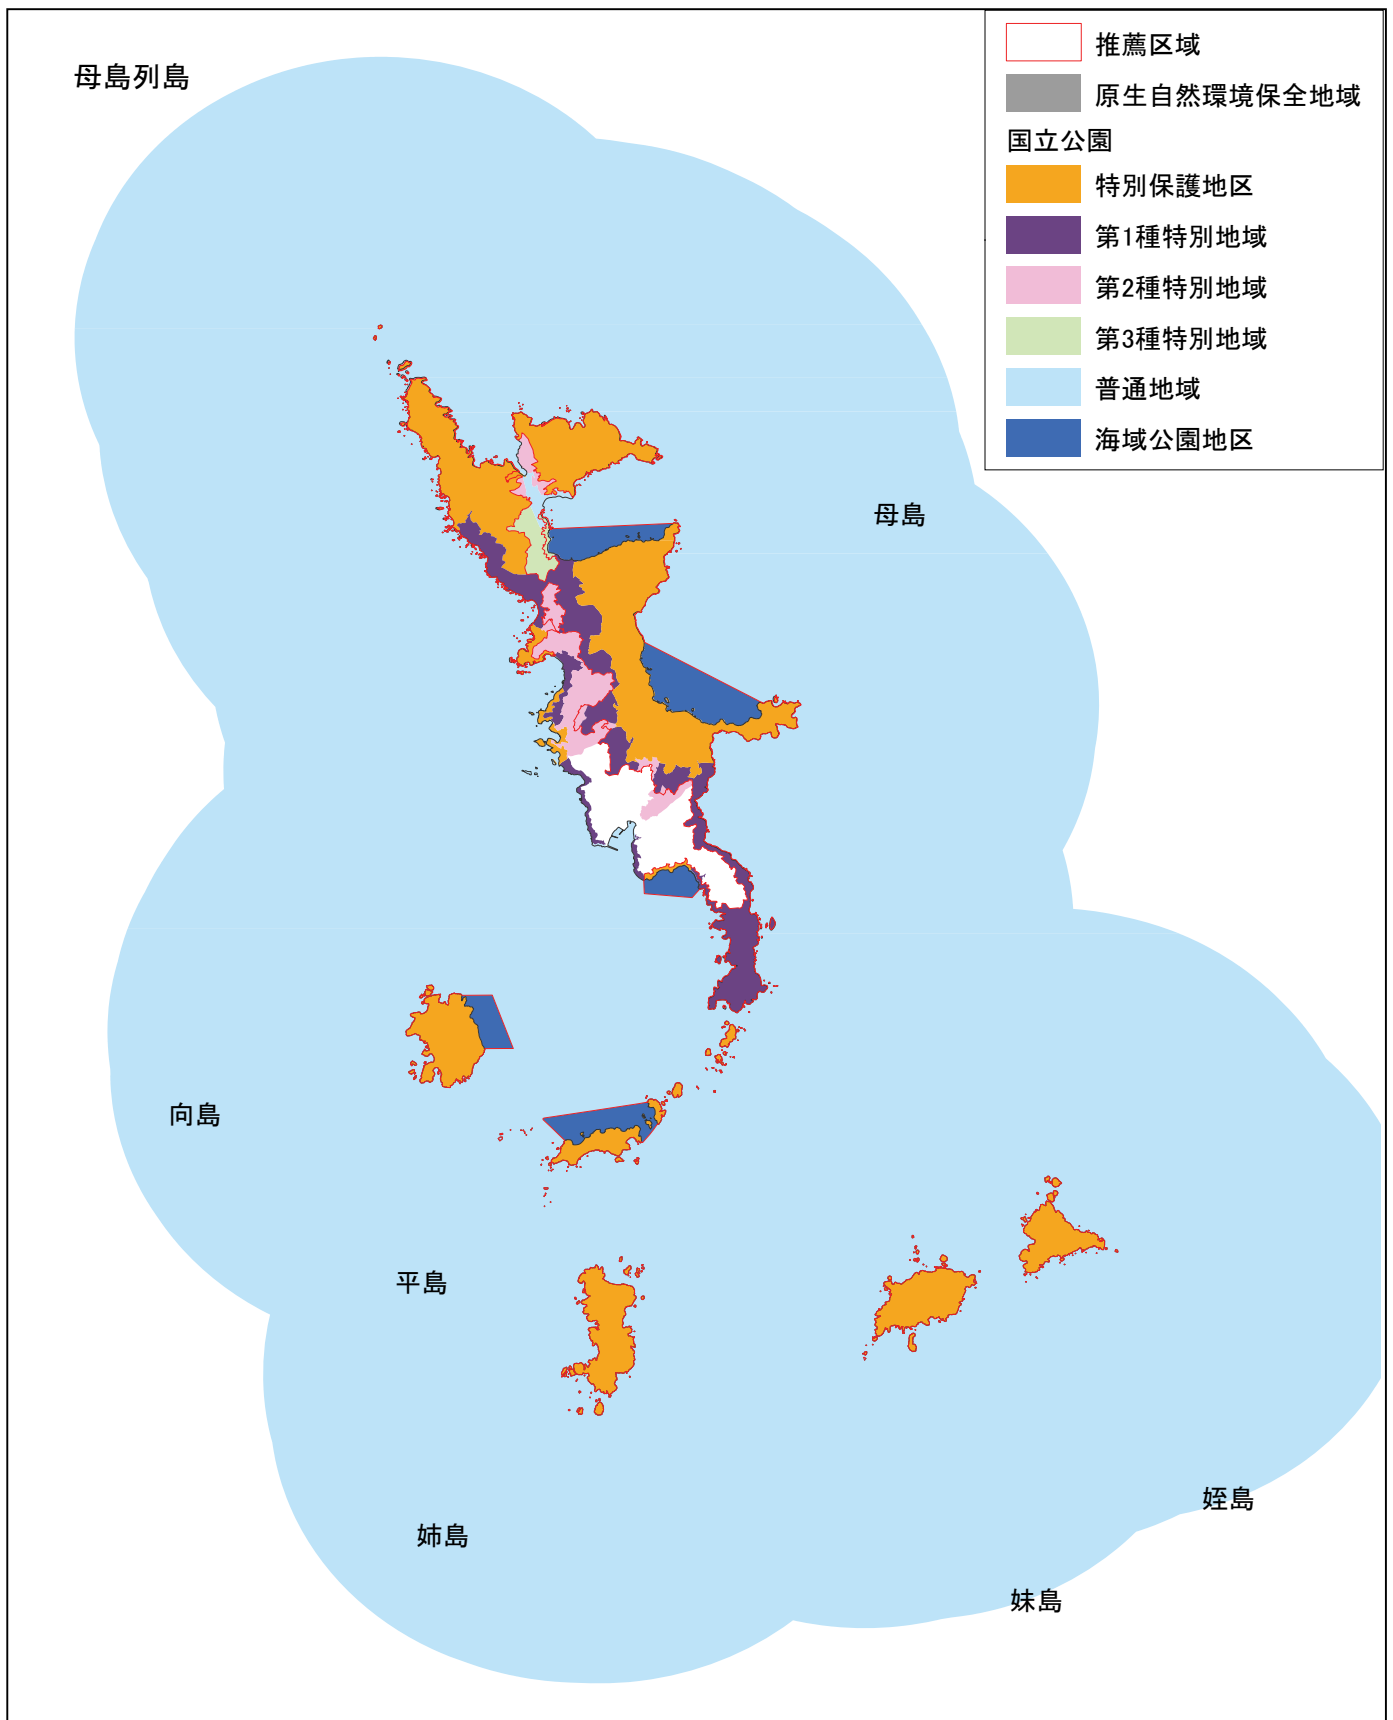 母島列島
推薦区域
原生自然環境保全地域
国立公園
特別保護地区
第1種特別地域
第2種特別地域
第3種特別地域
普通地域
海域公園地区
母島
向島
平島
姉島
姪島
妹島